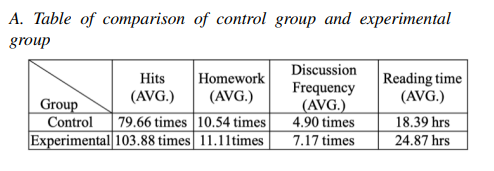 A. Table of comparison of control group and experimental
group
Group Hits (AVG.) Homework (AVG.) Discussion Frequency (AVG.) Reading time (AVG.)
Control 79.66 times 10.54 times 4.90 times 18.39 hrs
Experimental 103.88 times 11.11times 7.17 times 24.87 hrs